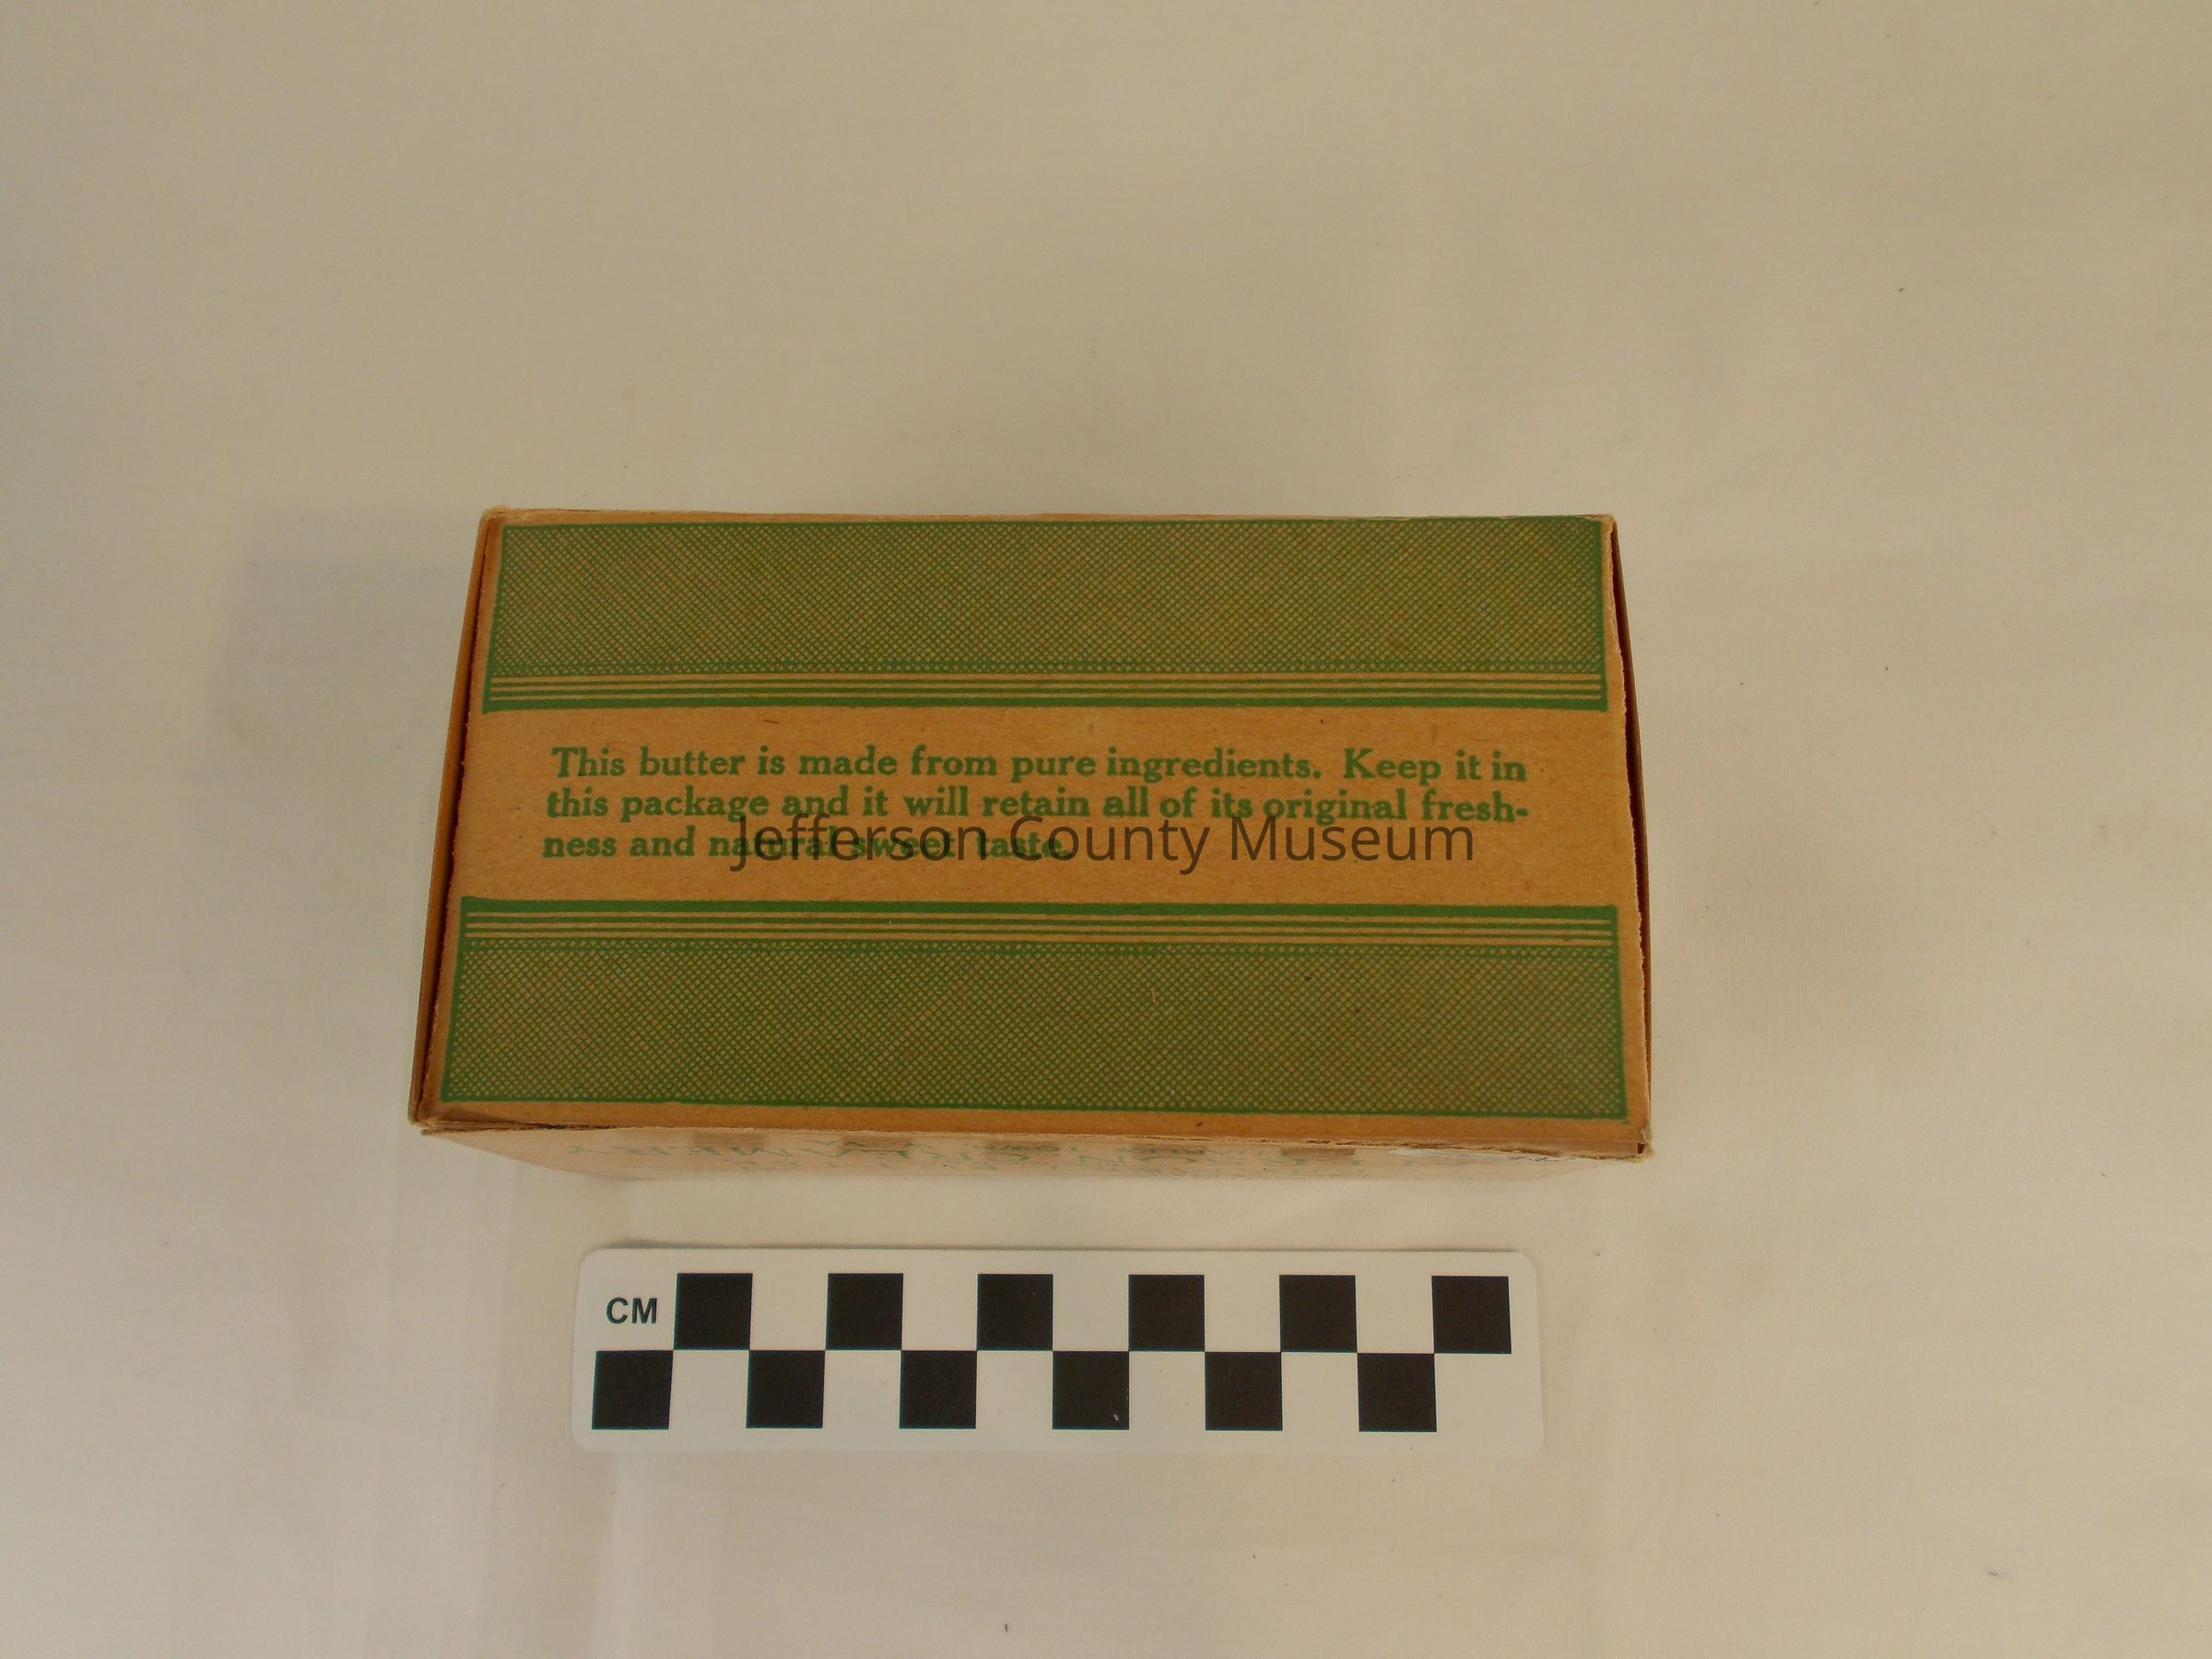 This butter is made from pure ingredients. Keep it in
this package and it will retain all of its original fresh-
ness and natural sweet taste.
Jefferson County Museum
CM